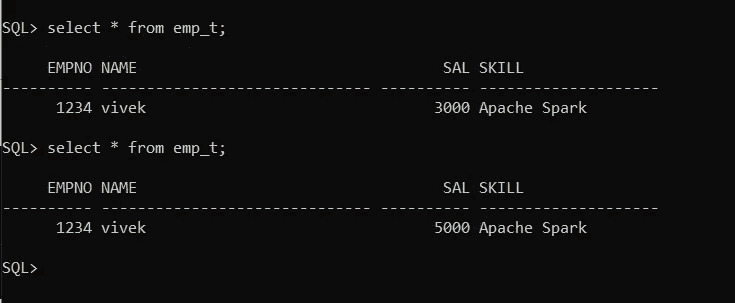 SQL> select * from emp_t;
EMPNO NAME SAL SKILL
---------- ------------------------------ ---------- --------------------
1234 vivek 3000 Apache Spark
SQL> select * from emp_t;
EMPNO NAME SAL SKILL
---------- ------------------------------ ---------- --------------------
1234 vivek 5000 Apache Spark
SQL>